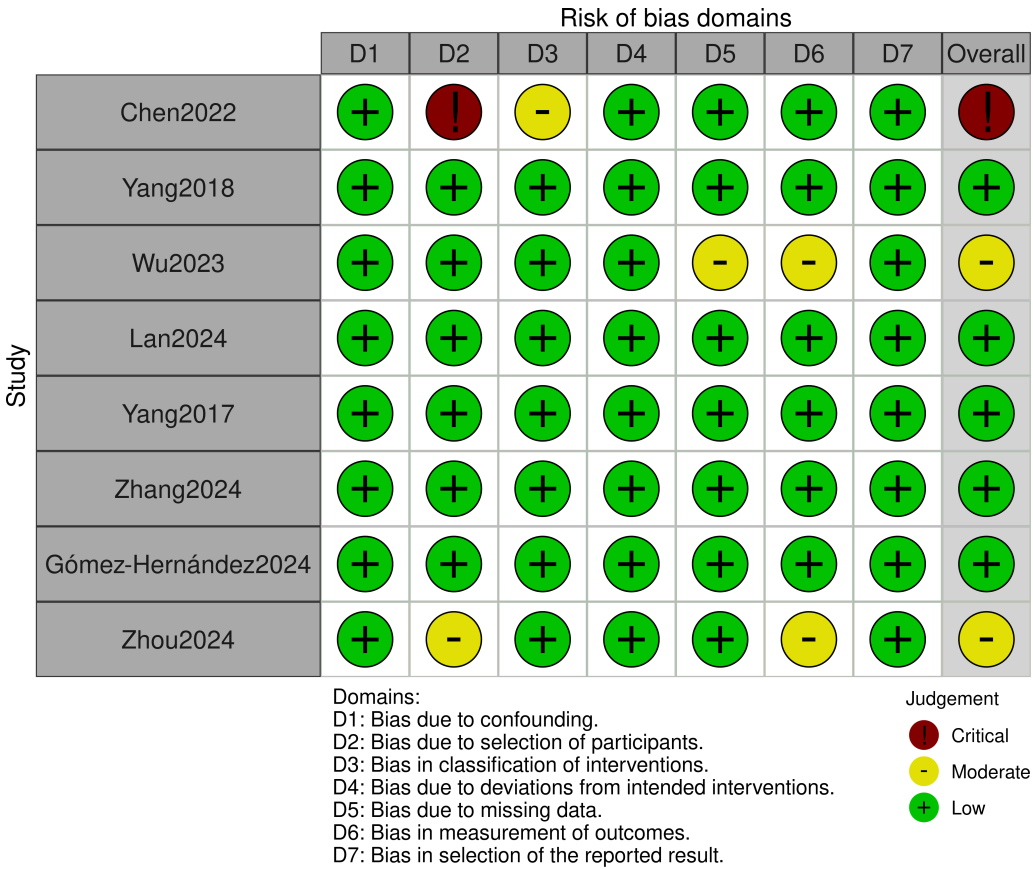 Risk of bias domains
D1 D2 D3 D4 D5 D6 D7 Overall
Study
Chen2022 + ! - + + + + !
Yang2018 + + + + + + + +
Wu2023 + + + + - - + -
Lan2024 + + + + + + + +
Yang2017 + + + + + + + +
Zhang2024 + + + + + + + +
Gómez-Hernández2024 + + + + + + + +
Zhou2024 + - + + + - + -
Domains:
D1: Bias due to confounding.
D2: Bias due to selection of participants.
D3: Bias in classification of interventions.
D4: Bias due to deviations from intended interventions.
D5: Bias due to missing data.
D6: Bias in measurement of outcomes.
D7: Bias in selection of the reported result.
Judgement
! Critical
- Moderate
+ Low